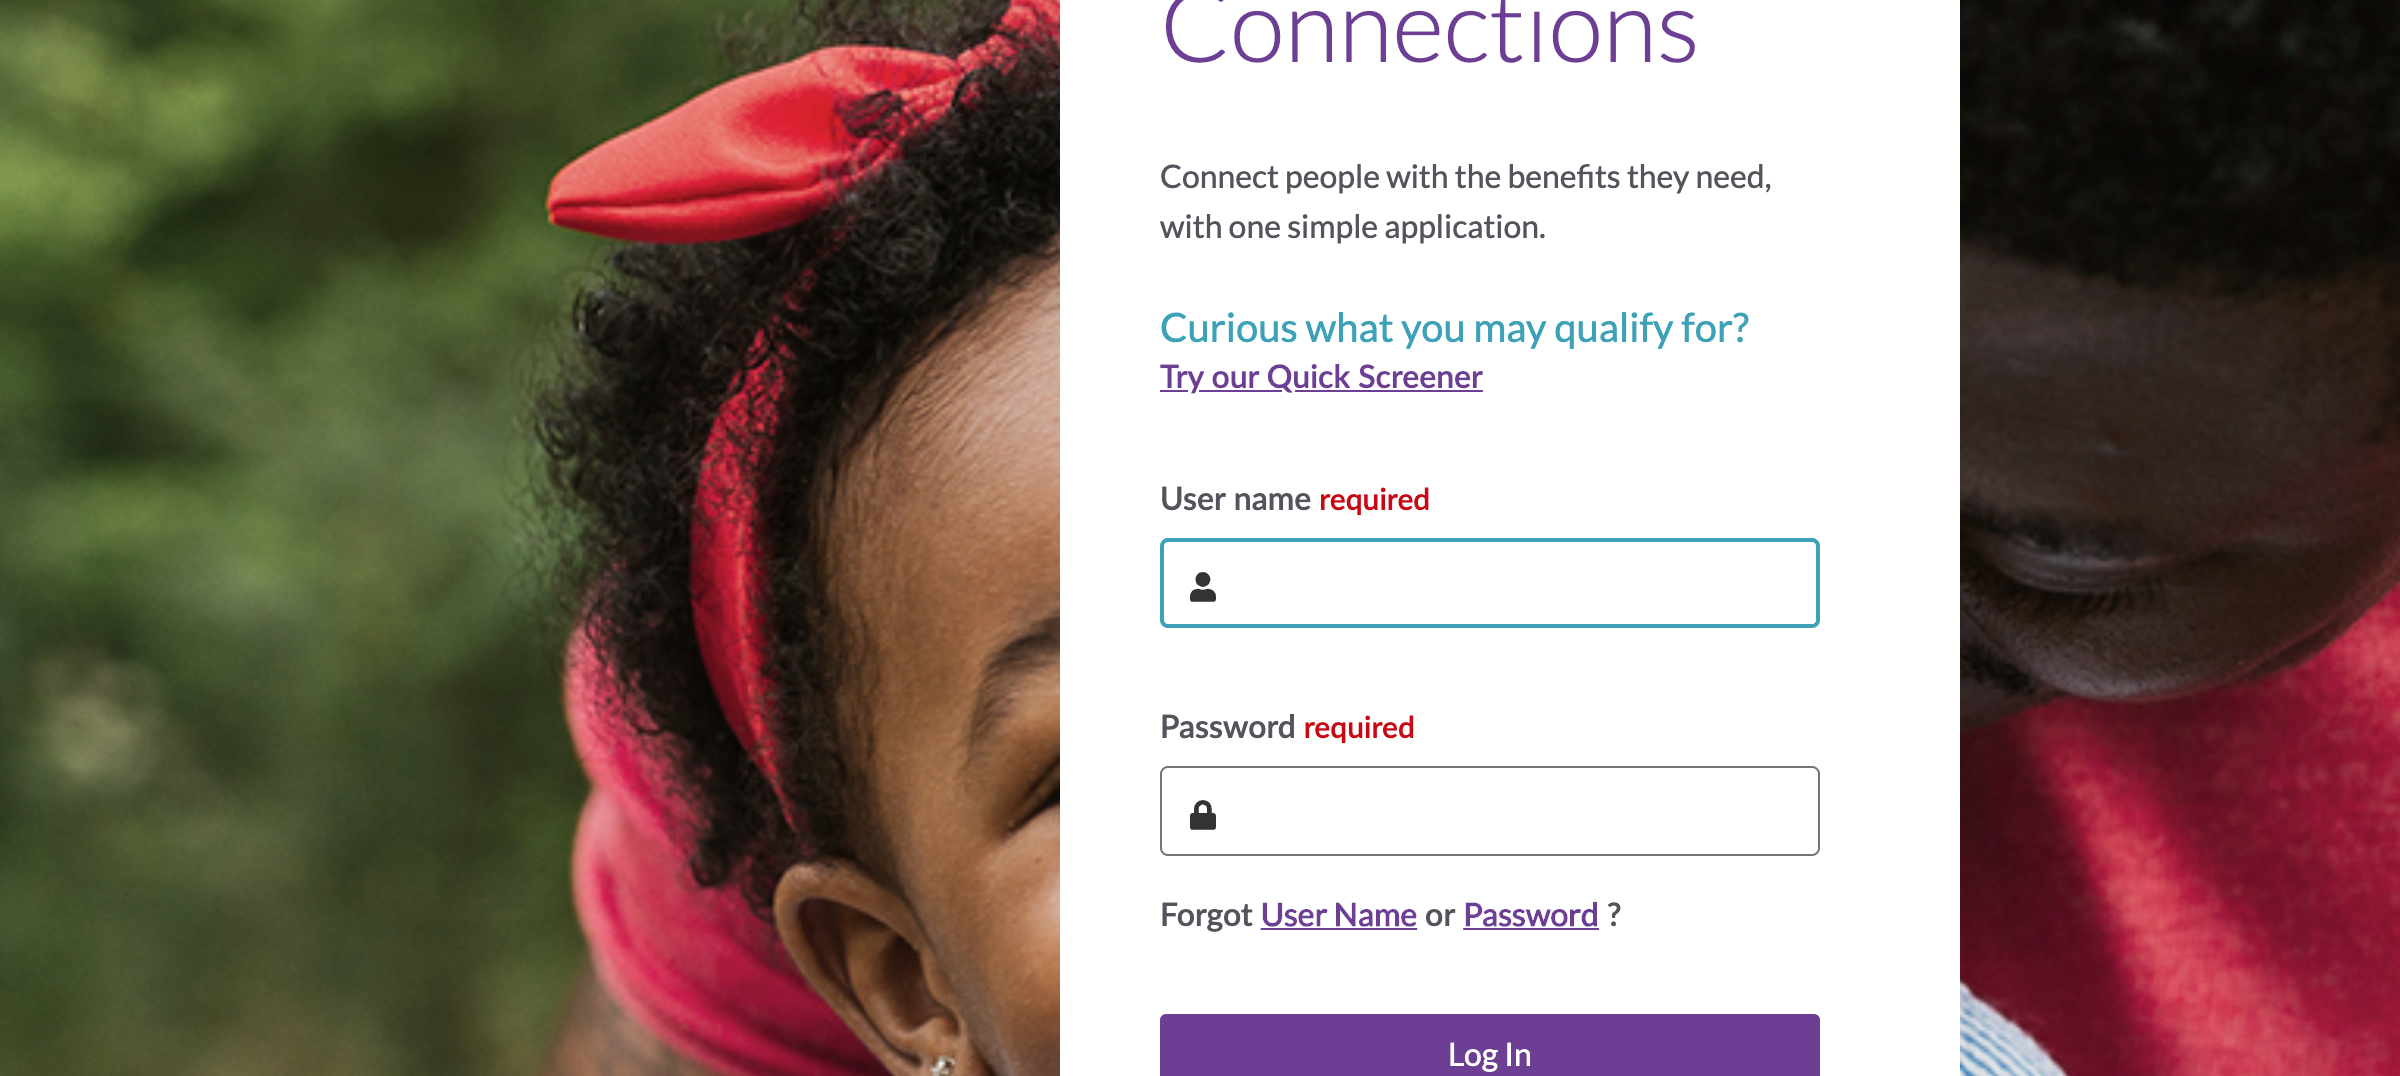 Connections
Connect people with the benefits they need,
with one simple application.
Curious what you may qualify for?
Try our Quick Screener
User name required
Password required
Forgot User Name or Password ?
Log In